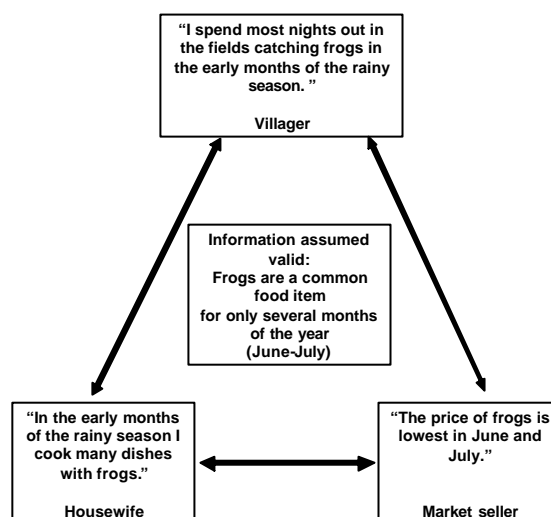 “I spend most nights out in
the fields catching frogs in
the early months of the rainy
season. ”
Villager
Information assumed
valid:
Frogs are a common
food item
for only several months
of the year
(June-July)
“In the early months
of the rainy season I
cook many dishes
with frogs.”
Housewife
“The price of frogs is
lowest in June and
July.”
Market seller